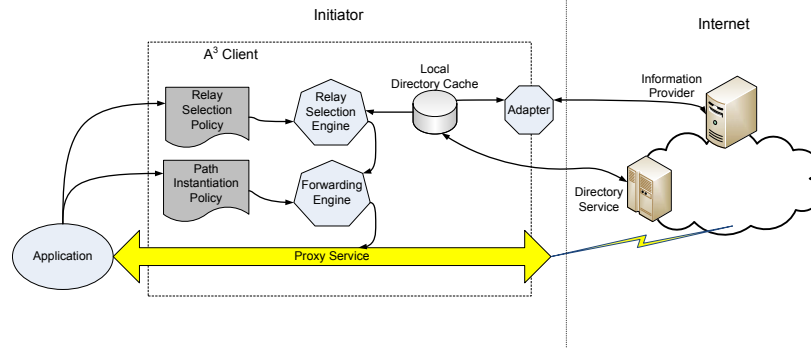 Initiator
Internet
A³ Client
Relay
Selection
Policy
Relay
Selection
Engine
Local
Directory Cache
Adapter
Information
Provider
Path
Instantiation
Policy
Forwarding
Engine
Directory
Service
Application
Proxy Service